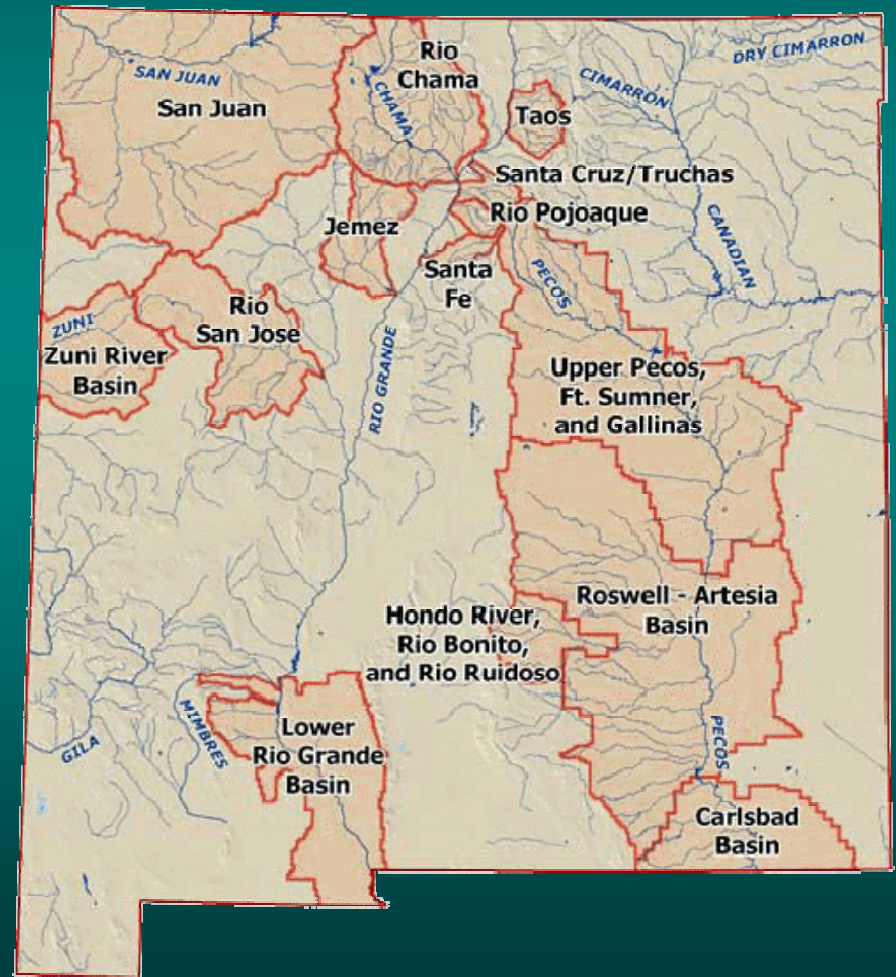 Rio
Chama
DRY CIMARRON
SAN JUAN
San Juan
CHAMA
CIMARRON
Taos
Santa Cruz/Truchas
Rio Pojoaque
Jemez
CANADIAN
Santa
Fe
PECOS
Rio
San Jose
ZUNI
Zuni River
Basin
RIO GRANDE
Upper Pecos,
Ft. Sumner,
and Gallinas
Roswell - Artesia
Basin
Hondo River,
Rio Bonito,
and Rio Ruidoso
MIMBRES
GILA
Lower
Rio Grande
Basin
PECOS
Carlsbad
Basin